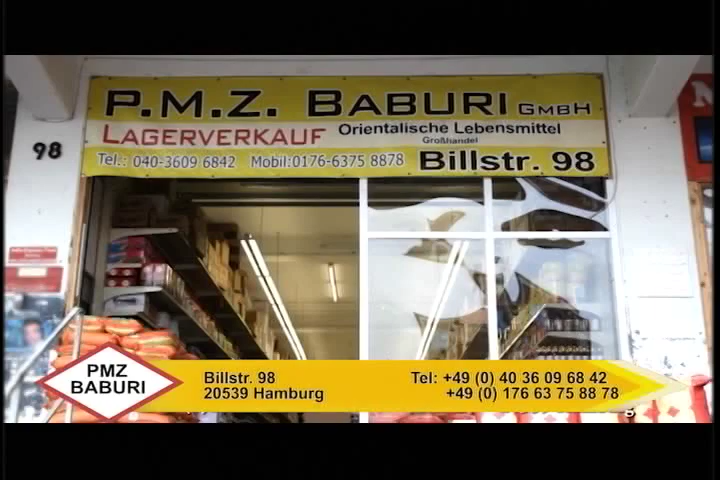 P.M.Z. BABURI GMBH
LAGERVERKAUF Orientalische Lebensmittel
Großhandel
Tel.: 040-3609 6842 Mobil:0176-6375 8878 Billstr. 98
98
PMZ
BABURI
Billstr. 98
20539 Hamburg
Tel: +49 (0) 40 36 09 68 42
+49 (0) 176 63 75 88 78